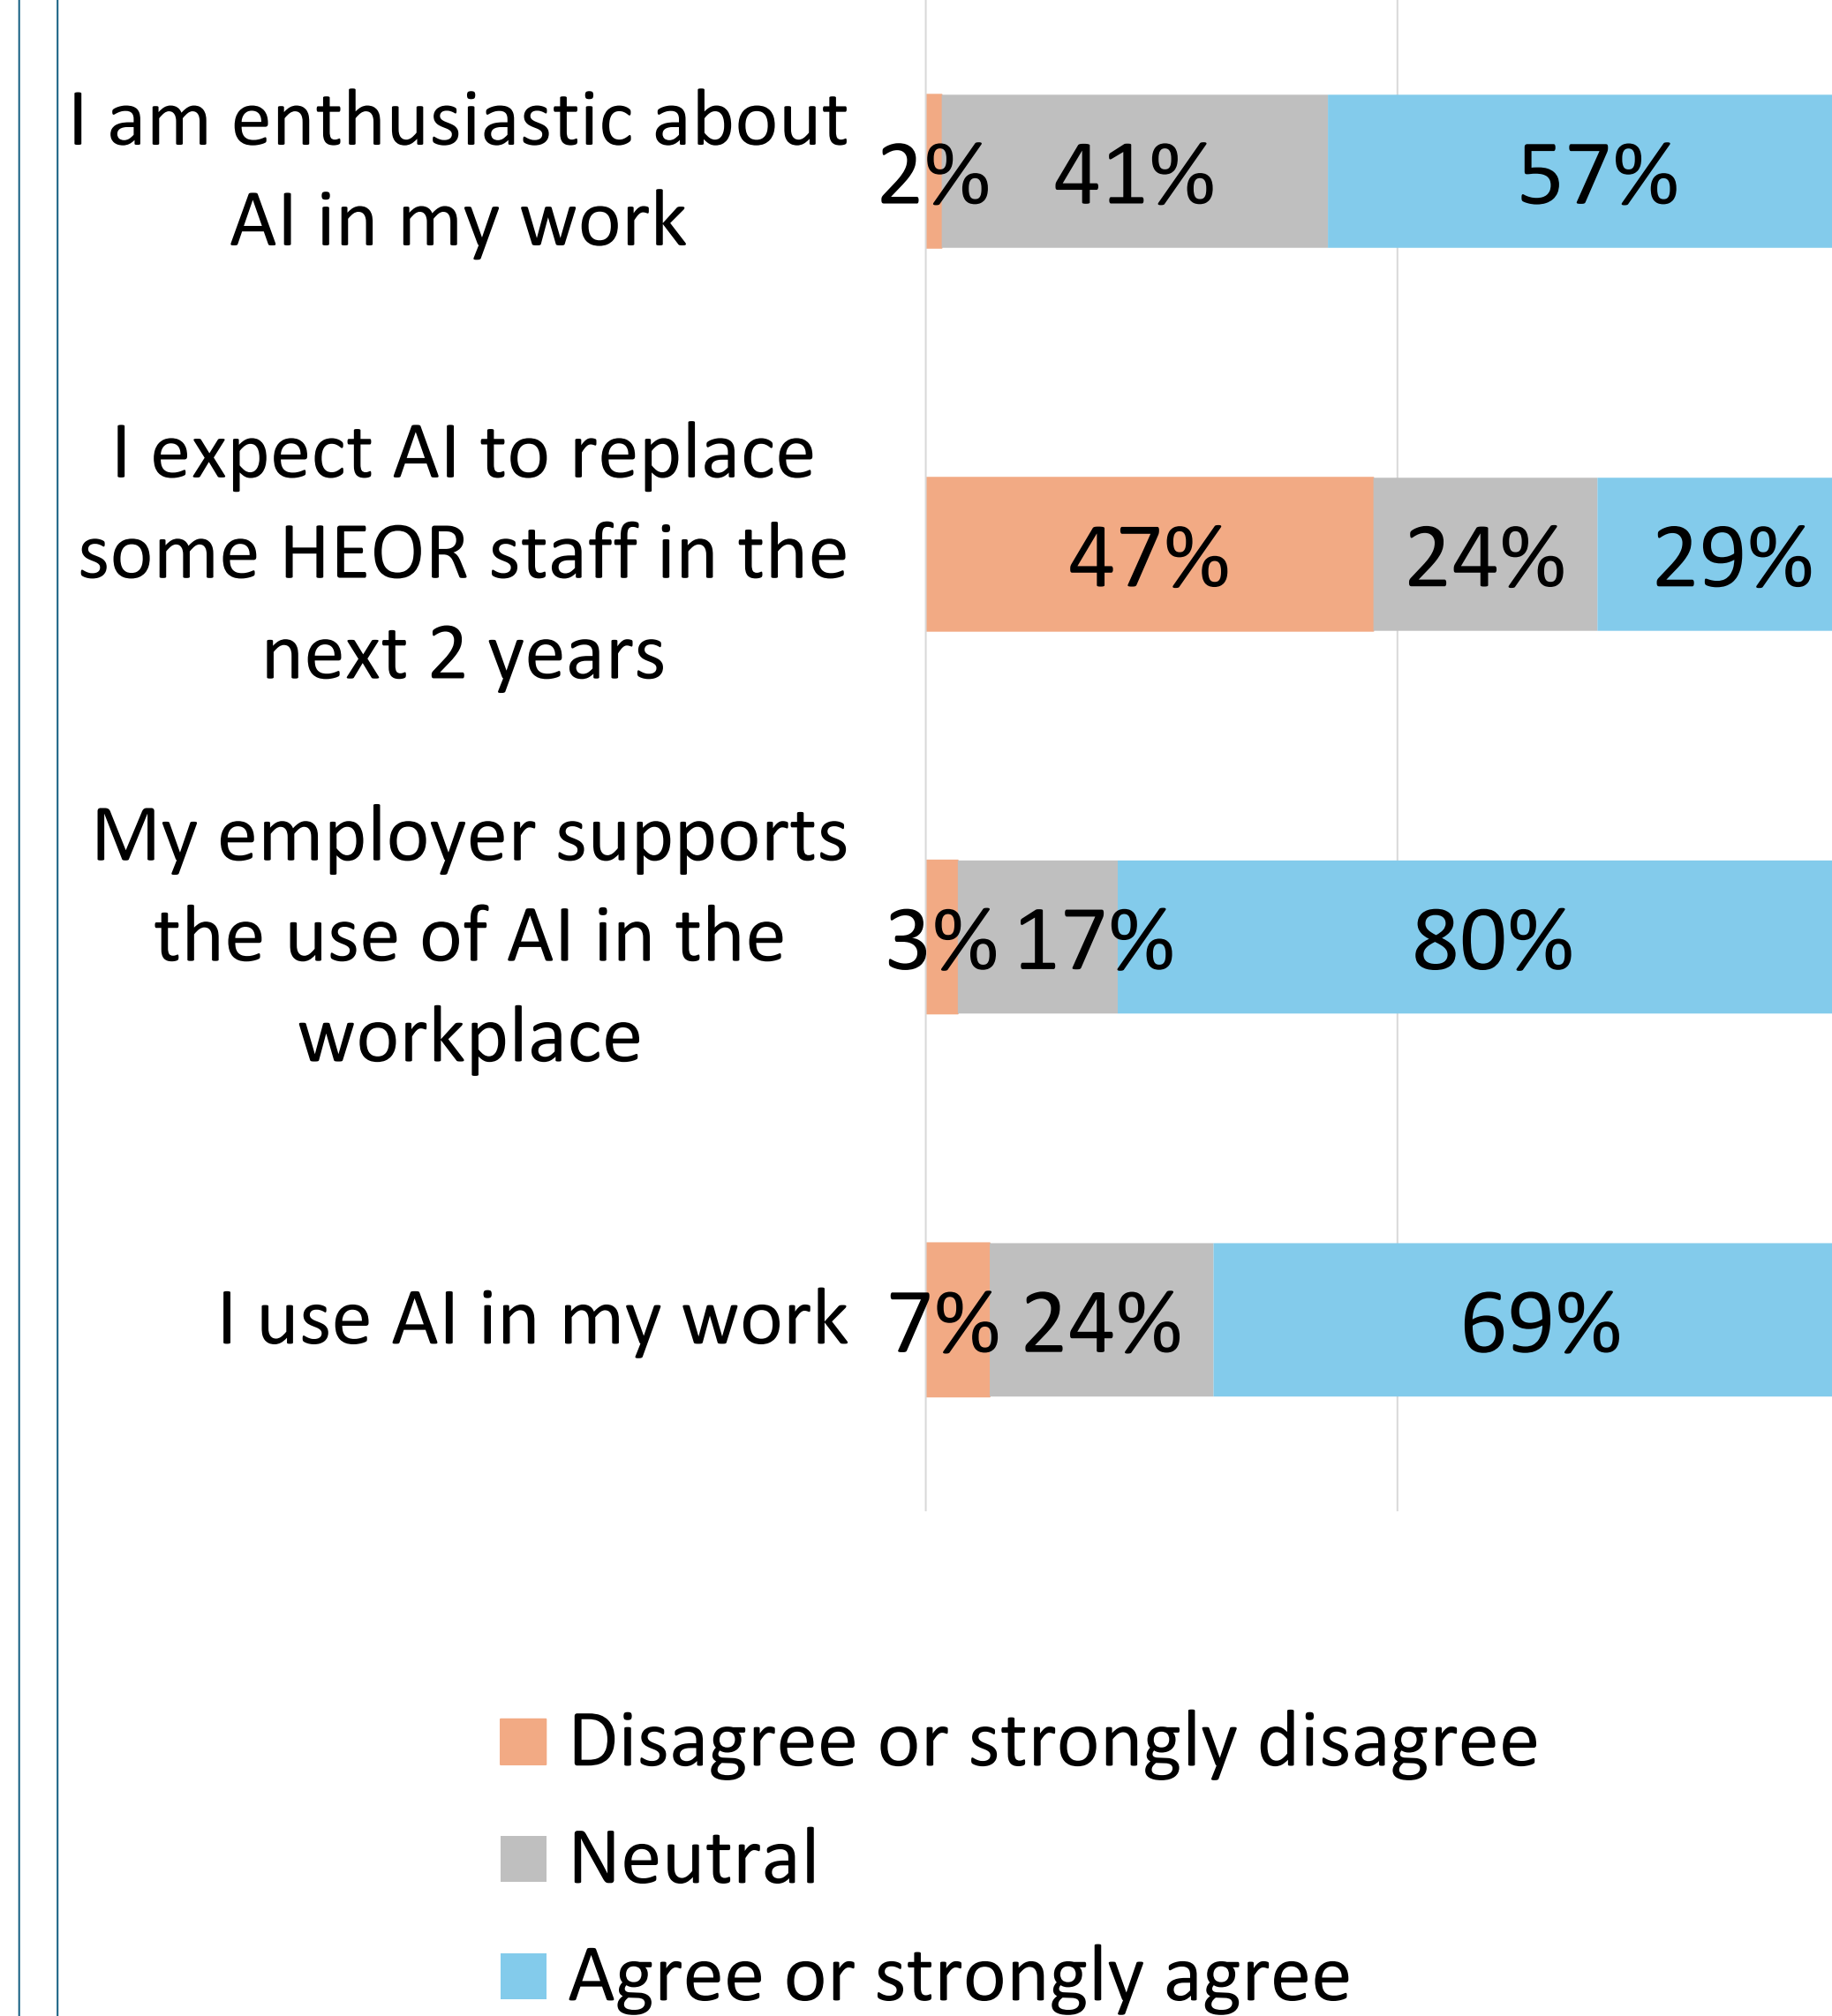 I am enthusiastic about
AI in my work
2% 41% 57%
I expect AI to replace
some HEOR staff in the
next 2 years
47% 24% 29%
My employer supports
the use of AI in the
workplace
3% 17% 80%
I use AI in my work
7% 24% 69%
Disagree or strongly disagree
Neutral
Agree or strongly agree